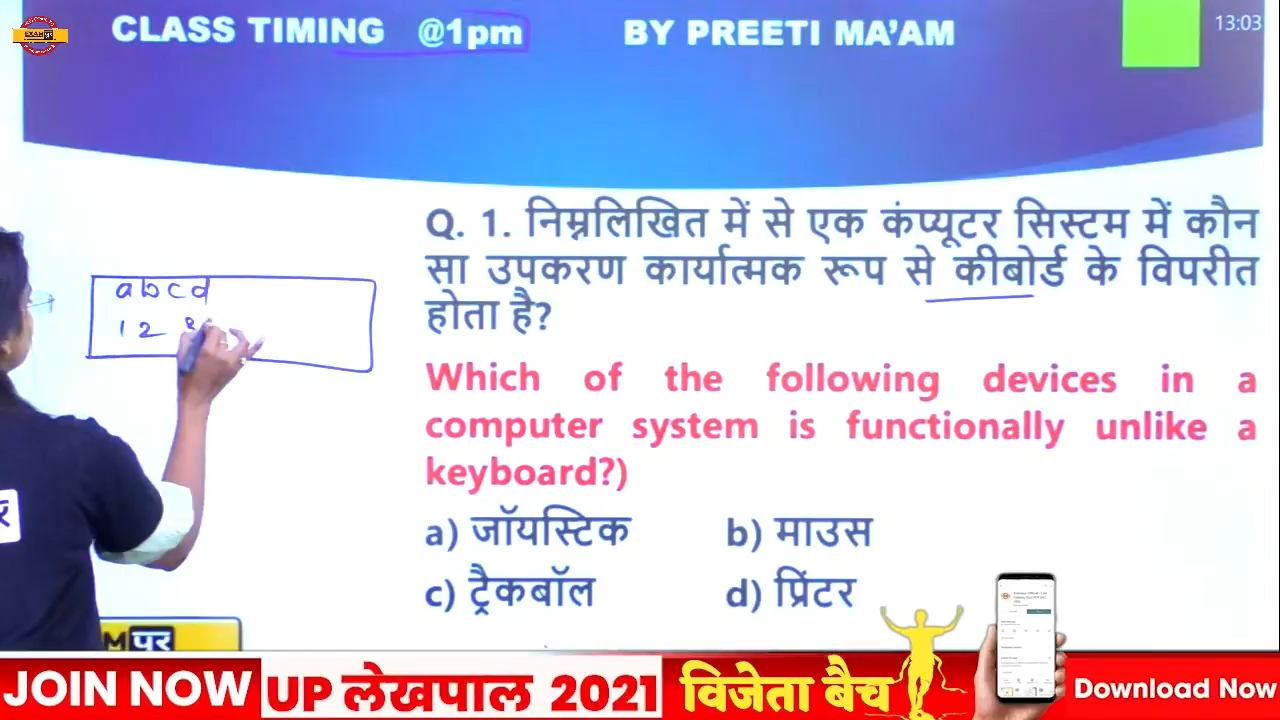 CLASS TIMING @1pm BY PREETI MA'AM
13:03
Q. 1. निम्नलिखित में से एक कंप्यूटर सिस्टम में कौन
सा उपकरण कार्यात्मक रूप से कीबोर्ड के विपरीत
होता है?
abcd
12
Which of the following devices in a
computer system is functionally unlike a
keyboard?)
a) जॉयस्टिक b) माउस
c) ट्रैकबॉल d) प्रिंटर
पुर
JOIN NOW UP लेखपाल 2021 विजेता बैच Download Now